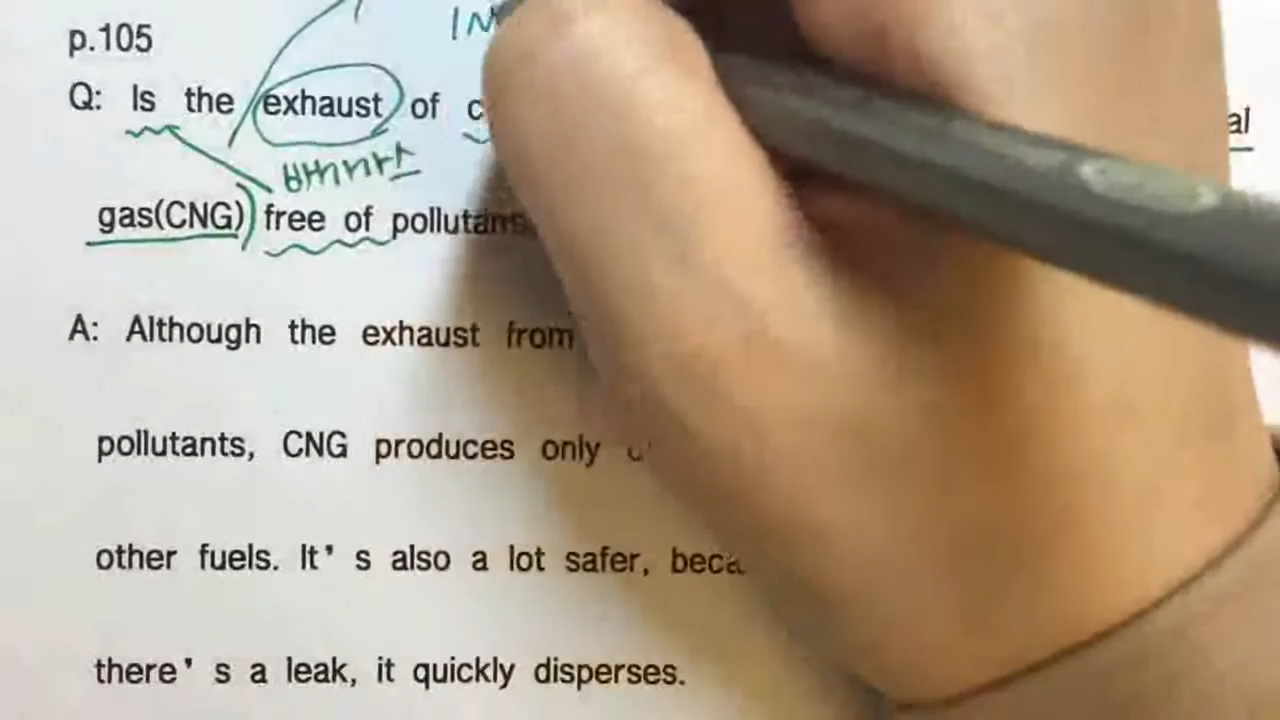 p.105
IN
Q: Is the exhaust of al
배기가스
gas(CNG) free of pollutants
A: Although the exhaust from
pollutants, CNG produces only
other fuels. It's also a lot safer,
there's a leak, it quickly disperses.